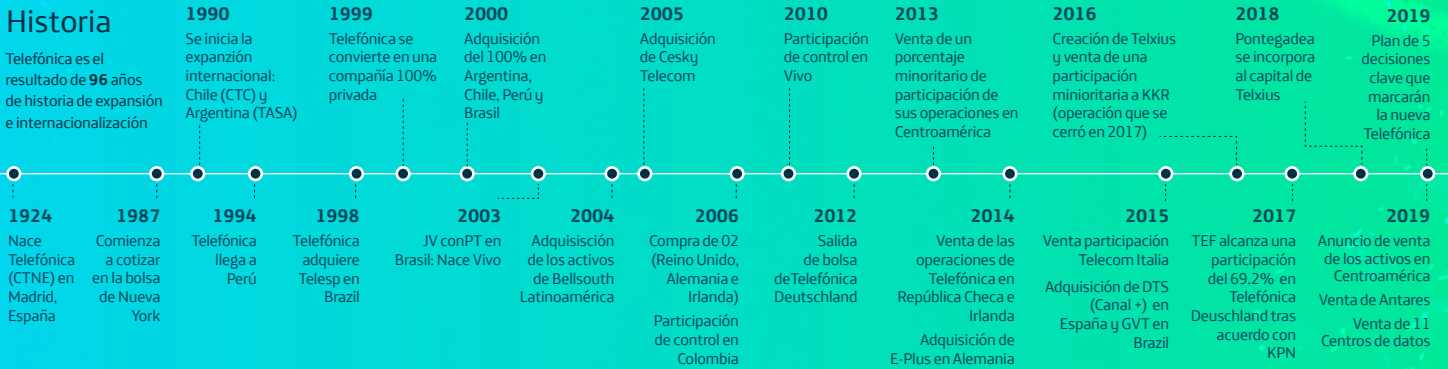 Historia
Telefónica es el
resultado de 96 años
de historia de expansión
e internacionalización
1990
Se inicia la
expanzión
internacional:
Chile (CTC) y
Argentina (TASA)
1999
Telefónica se
convierte en una
compañía 100%
privada
2000
Adquisición
del 100% en
Argentina,
Chile, Perú y
Brasil
2005
Adquisición
de Cesky
Telecom
2010
Participación
de control en
Vivo
2013
Venta de un
porcentaje
minoritario de
participación de
sus operaciones en
Centroamérica
2016
Creación de Telxius
y venta de una
participación
minioritaria a KKR
(operación que se
cerró en 2017)
2018
Pontegadea
se incorpora
al capital de
Telxius
2019
Plan de 5
decisiones
clave que
marcarán
la nueva
Telefónica
1924
Nace
Telefónica
(CTNE) en
Madrid,
España
1987
Comienza
a cotizar
en la bolsa
de Nueva
York
1994
Telefónica
llega a
Perú
1998
Telefónica
adquiere
Telesp en
Brazil
2003
JV conPT en
Brasil: Nace Vivo
2004
Adquisisción
de los activos
de Bellsouth
Latinoamérica
2006
Compra de 02
(Reino Unido,
Alemania e
Irlanda)
Participación
de control en
Colombia
2012
Salida
de bolsa
deTelefónica
Deutschland
2014
Venta de las
operaciones de
Telefónica en
República Checa e
Irlanda
Adquisición de
E-Plus en Alemania
2015
Venta participación
Telecom Italia
Adquisición de DTS
(Canal +) en
España y GVT en
Brazil
2017
TEF alcanza una
participación
del 69.2% en
Telefónica
Deuschland tras
acuerdo con
KPN
2019
Anuncio de venta
de los activos en
Centroamérica
Venta de Antares
Venta de 11
Centros de datos